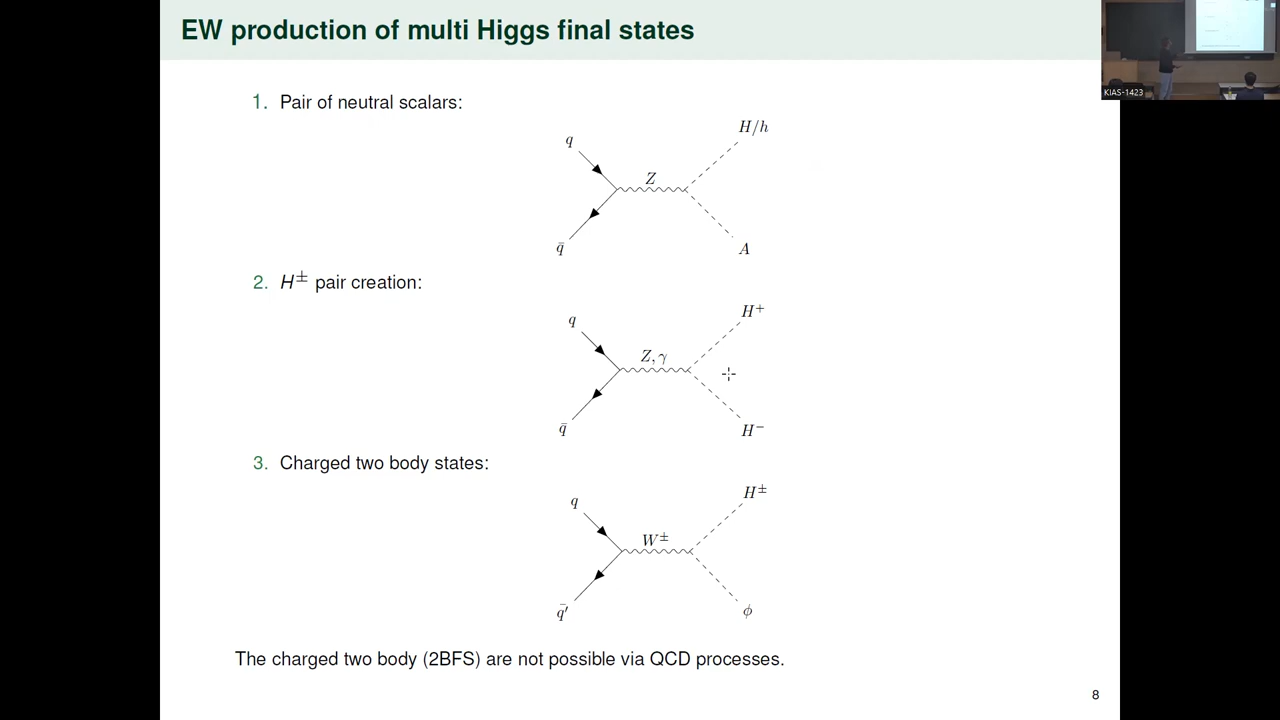 EW production of multi Higgs final states
KIAS-1423
1. Pair of neutral scalars:
q
H/h
Z
q̄
A
2. H± pair creation:
q
H⁺
Z, γ
q̄
H⁻
3. Charged two body states:
q
H±
W±
q̄′
ϕ
The charged two body (2BFS) are not possible via QCD processes.
8